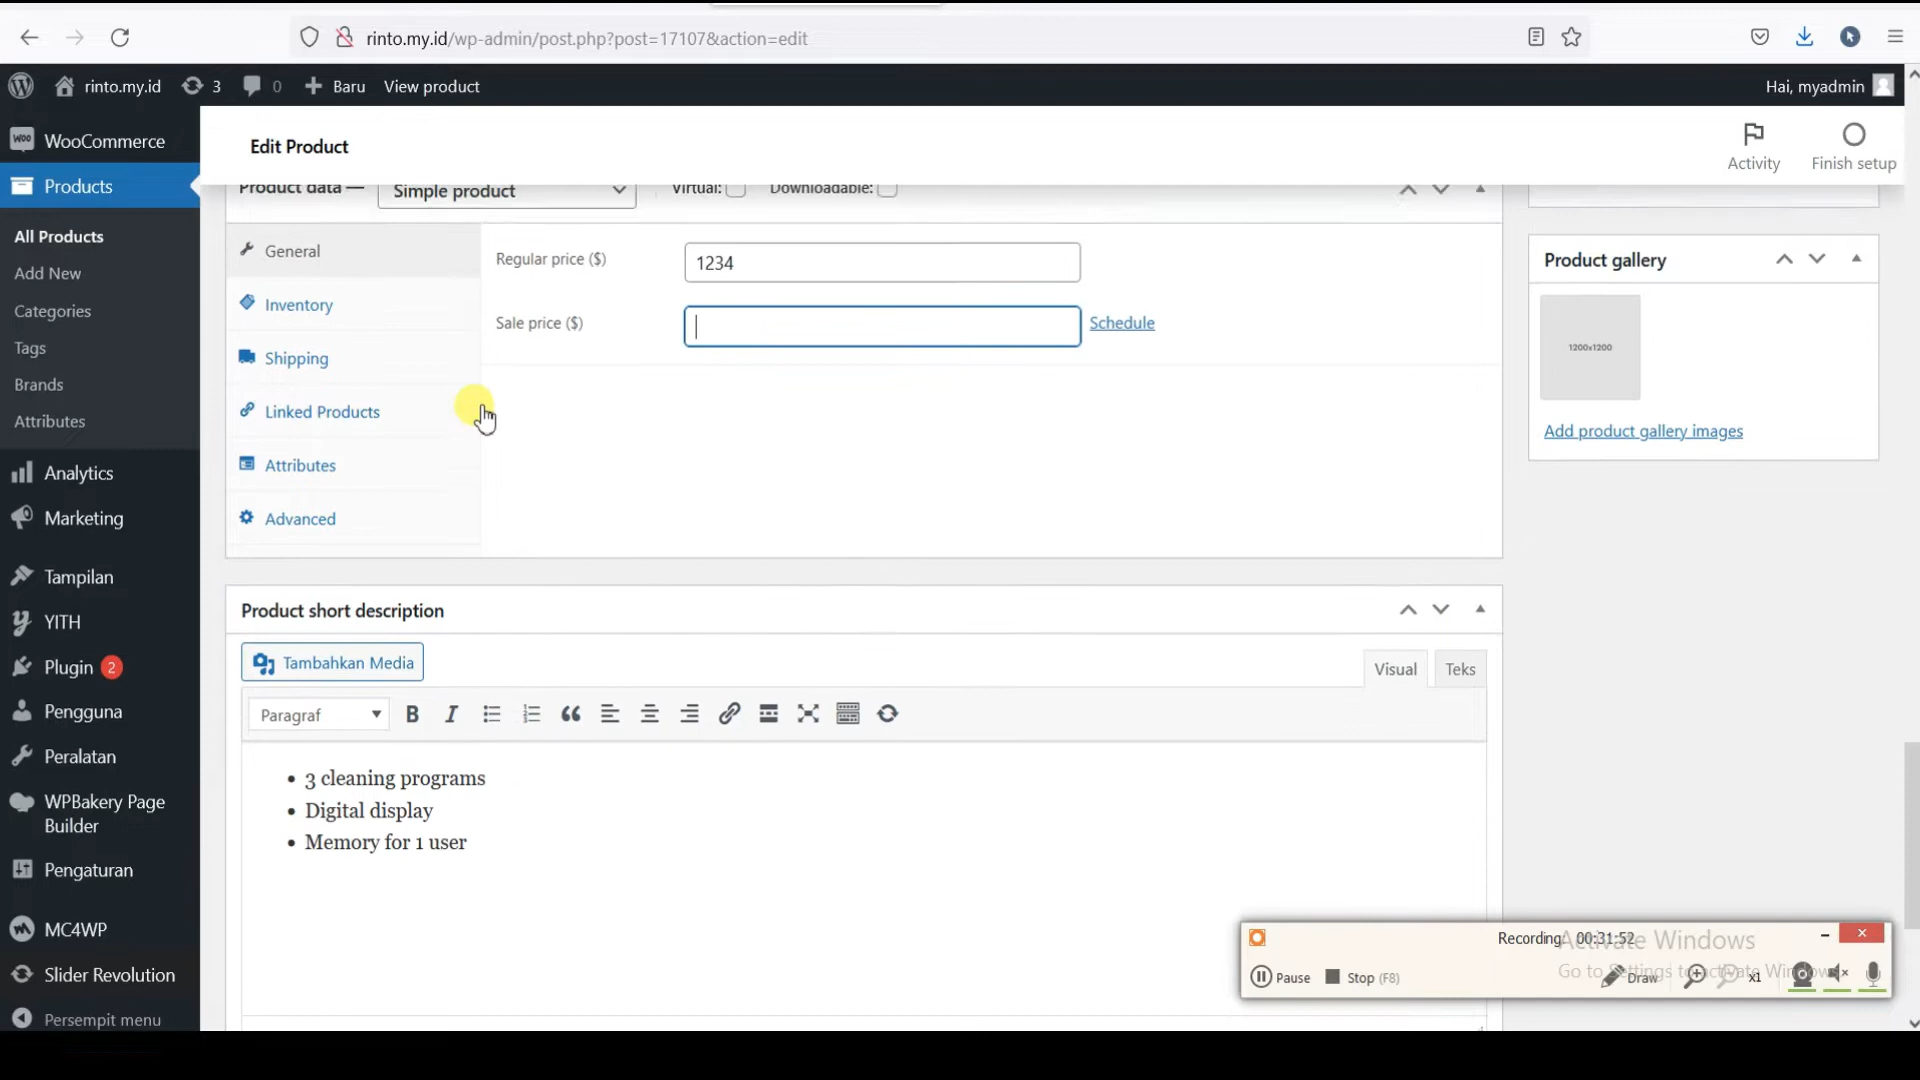 rinto.my.id/wp-admin/post.php?post=17107&action=edit
rinto.my.id
3
0
Baru
View product
Hai, myadmin
WooCommerce
Products
All Products
Add New
Categories
Tags
Brands
Attributes
Analytics
Marketing
Tampilan
YITH
Plugin 2
Pengguna
Peralatan
WPBakery Page
Builder
Pengaturan
MC4WP
Slider Revolution
Persempit menu
Edit Product
Activity
Finish setup
Product data —
Simple product
Virtual:
Downloadable:
General
Inventory
Shipping
Linked Products
Attributes
Advanced
Regular price ($)
1234
Sale price ($)
Schedule
Product gallery
1200x1200
Add product gallery images
Product short description
Tambahkan Media
Visual
Teks
Paragraf
3 cleaning programs
Digital display
Memory for 1 user
Recording: 00:31:52
Activate Windows
Go to Settings to activate Windows
Pause
Stop (F8)
Draw
x1